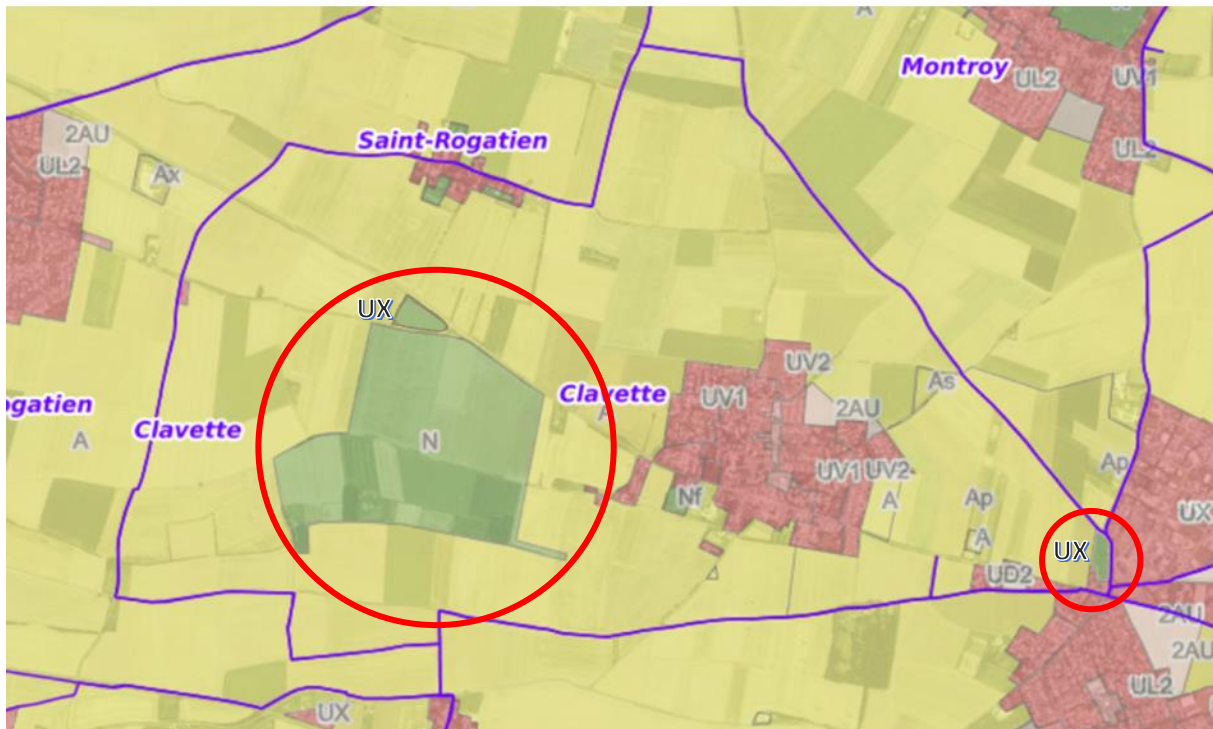 Montroy
UL2
UV1
2AU
Saint-Rogatien
UL2
UL2
Ax
UX
UV2
As
Clavette
UV1
2AU
ogatien
A
A
Clavette
N
UV1
UV2
Ap
Nf
A
Ap
UX
A
UX
UD2
2AU
2AU
UL2
UX